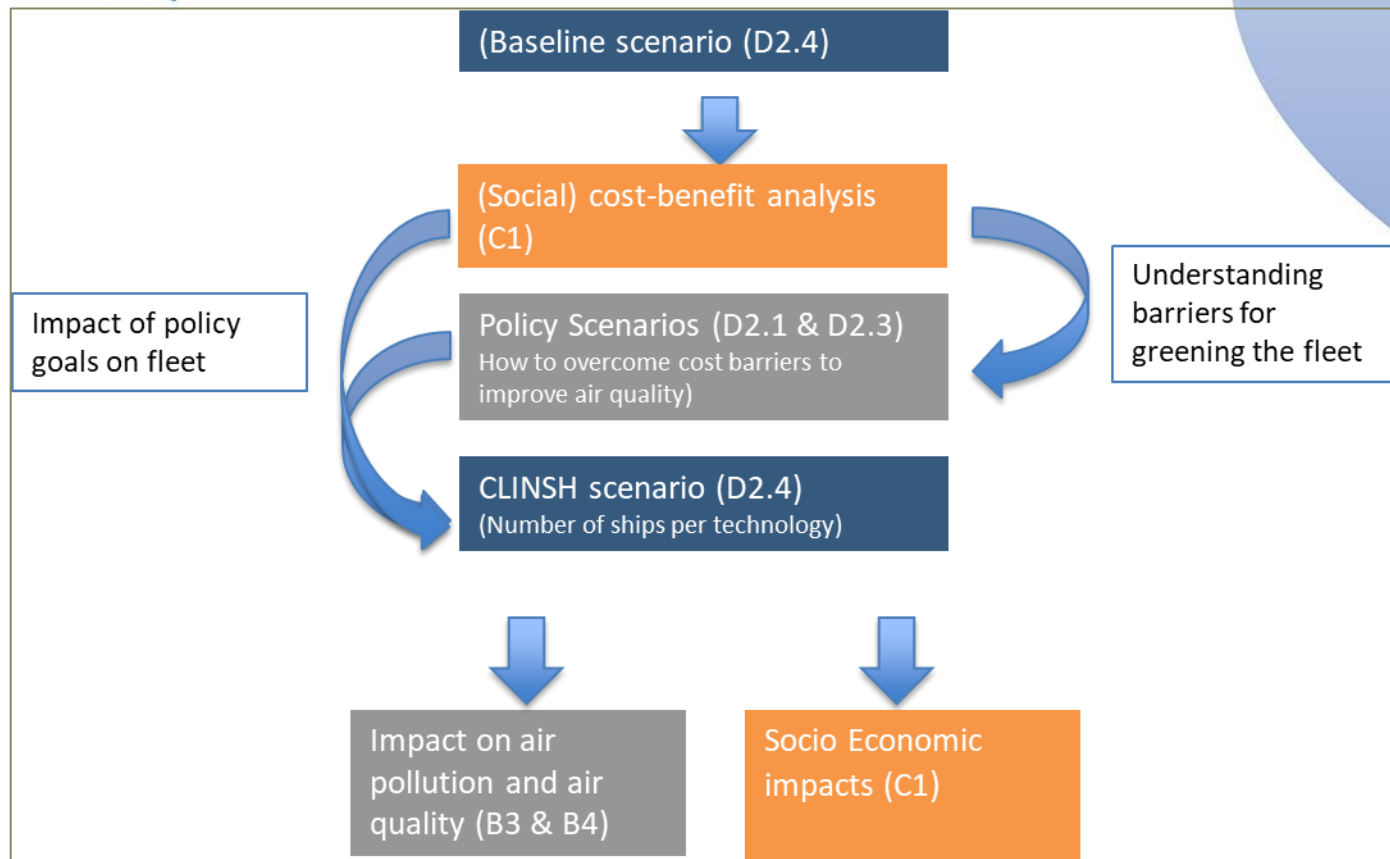 (Baseline scenario (D2.4)
(Social) cost-benefit analysis
(C1)
Understanding
barriers for
greening the fleet
Impact of policy
goals on fleet
Policy Scenarios (D2.1 & D2.3)
How to overcome cost barriers to
improve air quality)
CLINSH scenario (D2.4)
(Number of ships per technology)
Impact on air
pollution and air
quality (B3 & B4)
Socio Economic
impacts (C1)